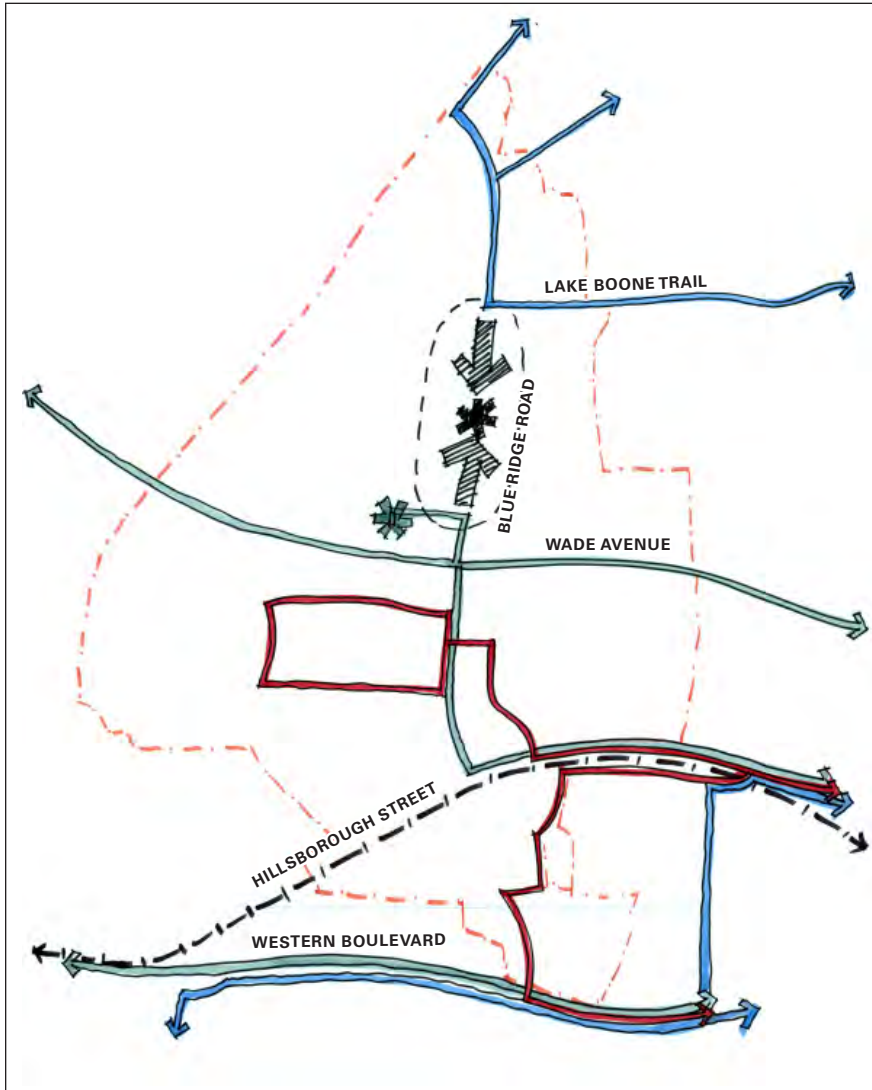 LAKE BOONE TRAIL
BLUE RIDGE ROAD
WADE AVENUE
HILLSBOROUGH STREET
WESTERN BOULEVARD